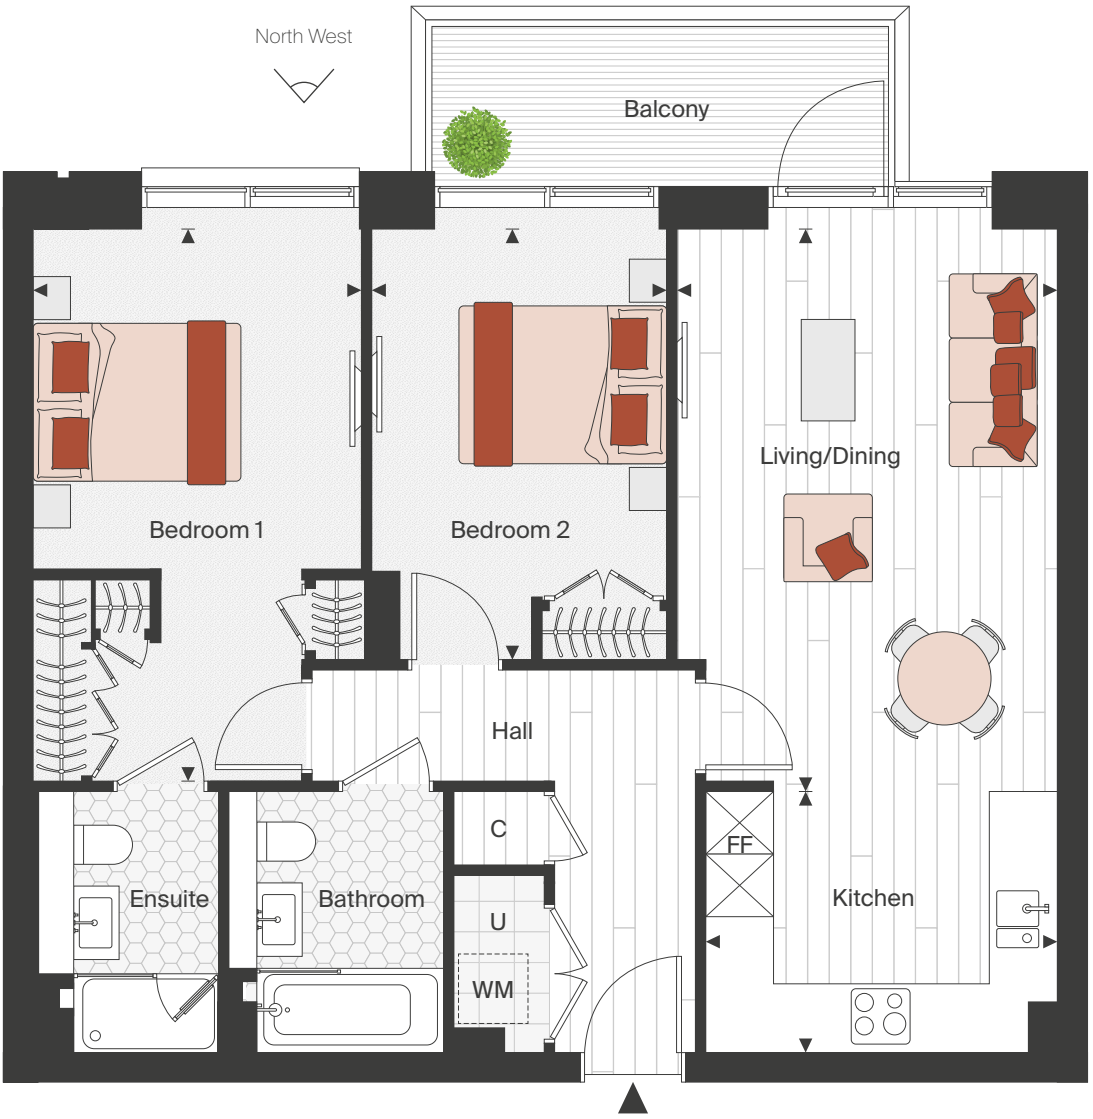 North West
Balcony
Living/Dining
Bedroom 1
Bedroom 2
Hall
C
FF
Ensuite
Bathroom
Kitchen
U
WM